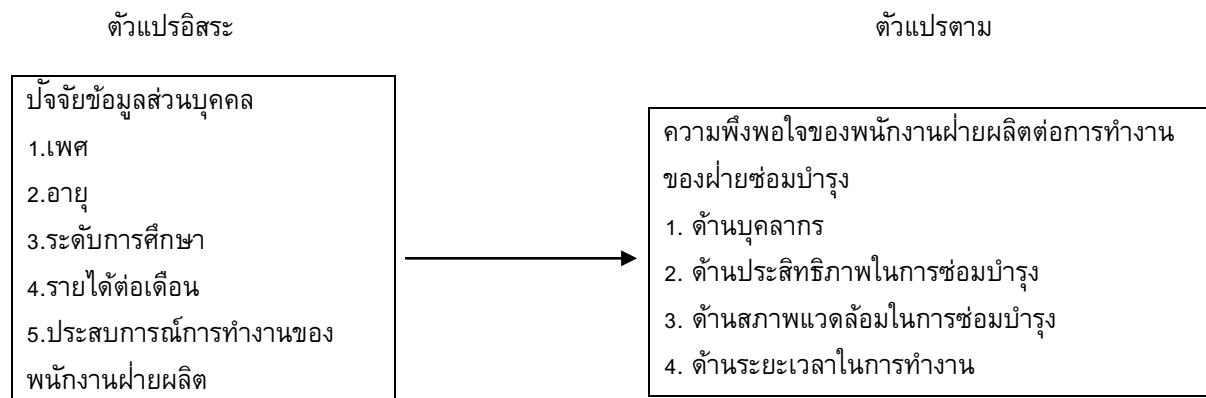 ตัวแปรอิสระ
ตัวแปรตาม
ปัจจัยข้อมูลส่วนบุคคล
1.เพศ
2.อายุ
3.ระดับการศึกษา
4.รายได้ต่อเดือน
5.ประสบการณ์การทำงานของ
พนักงานฝ่ายผลิต
ความพึงพอใจของพนักงานฝ่ายผลิตต่อการทำงาน
ของฝ่ายซ่อมบำรุง
1. ด้านบุคลากร
2. ด้านประสิทธิภาพในการซ่อมบำรุง
3. ด้านสภาพแวดล้อมในการซ่อมบำรุง
4. ด้านระยะเวลาในการทำงาน